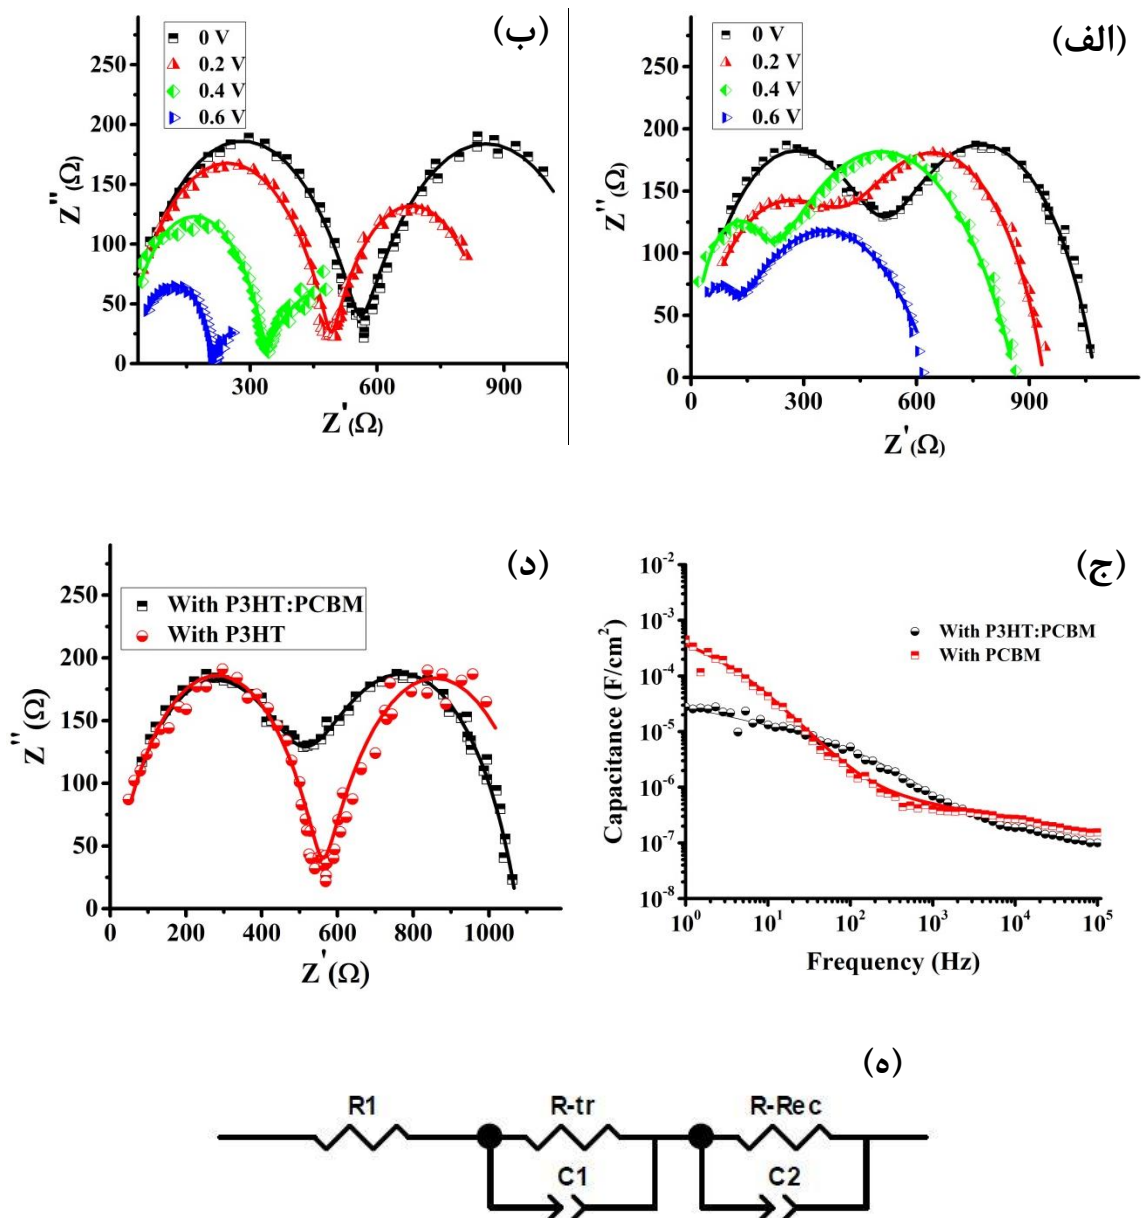 (الف)
0 V
0.2 V
0.4 V
0.6 V
Z''(Ω)
250
200
150
100
50
0
0 300 600 900
Z'(Ω)
(ب)
0 V
0.2 V
0.4 V
0.6 V
Z''(Ω)
250
200
150
100
50
0
300 600 900
Z'(Ω)
(ج)
With P3HT:PCBM
With PCBM
Capacitance (F/cm²)
10⁻²
10⁻³
10⁻⁴
10⁻⁵
10⁻⁶
10⁻⁷
10⁻⁸
10⁰ 10¹ 10² 10³ 10⁴ 10⁵
Frequency (Hz)
(د)
With P3HT:PCBM
With P3HT
Z''(Ω)
250
200
150
100
50
0
0 200 400 600 800 1000
Z'(Ω)
(ه)
R1 R-tr R-Rec
C1 C2